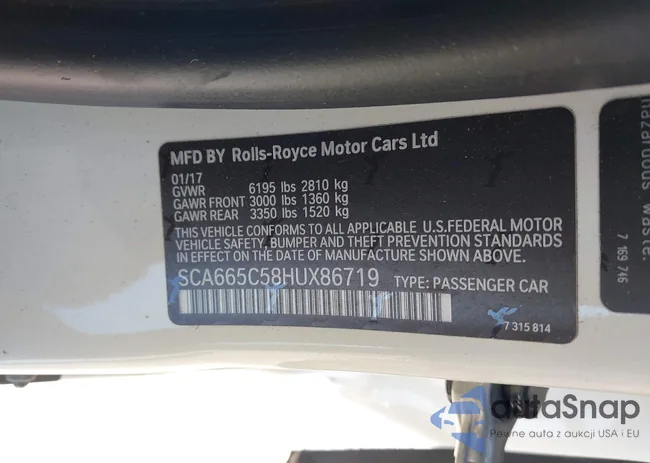 MFD BY Rolls-Royce Motor Cars Ltd
01/17
GVWR 6195 lbs 2810 kg
GAWR FRONT 3000 lbs 1360 kg
GAWR REAR 3350 lbs 1520 kg
THIS VEHICLE CONFORMS TO ALL APPLICABLE U.S.FEDERAL MOTOR
VEHICLE SAFETY, BUMPER AND THEFT PREVENTION STANDARDS
IN EFFECT ON THE DATE OF MANUFACTURE SHOWN ABOVE.
SCA665C58HUX86719 TYPE: PASSENGER CAR
7 315 814
hazardous waste.
7 169 746
autoSnap
Pewne auta z aukcji USA i EU